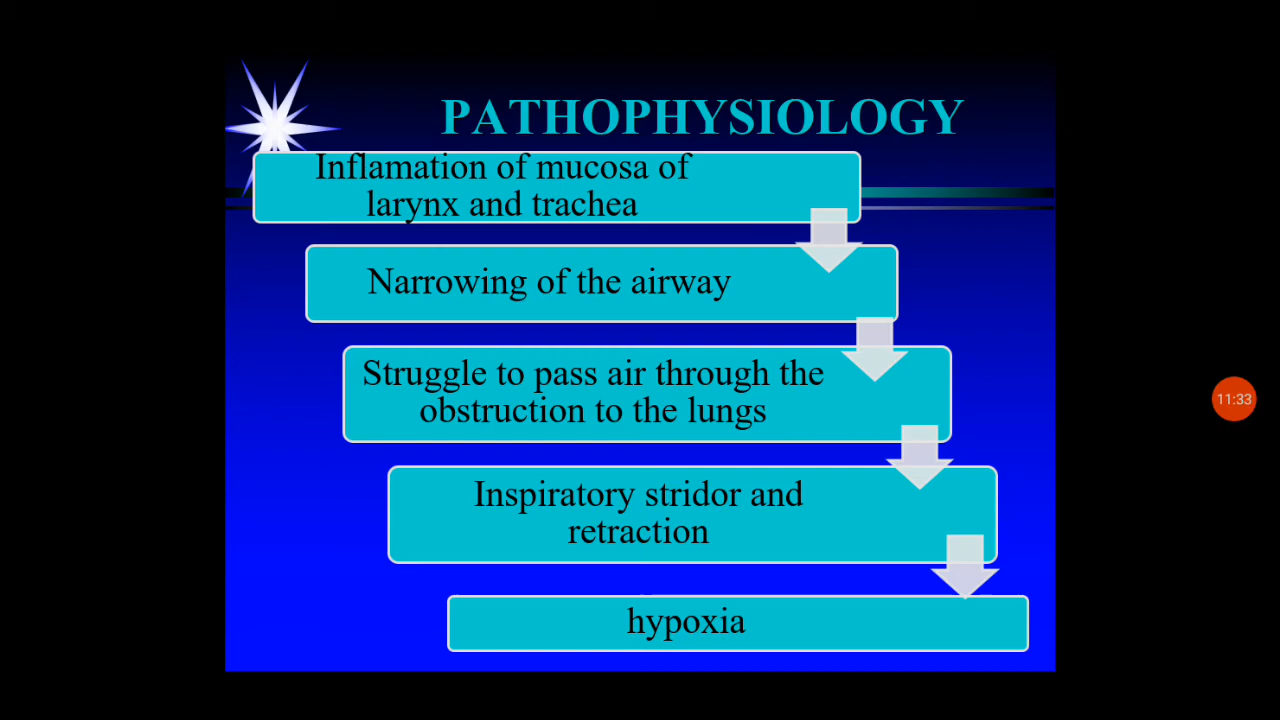 PATHOPHYSIOLOGY
Inflamation of mucosa of
larynx and trachea
Narrowing of the airway
Struggle to pass air through the
obstruction to the lungs
Inspiratory stridor and
retraction
hypoxia
11:33